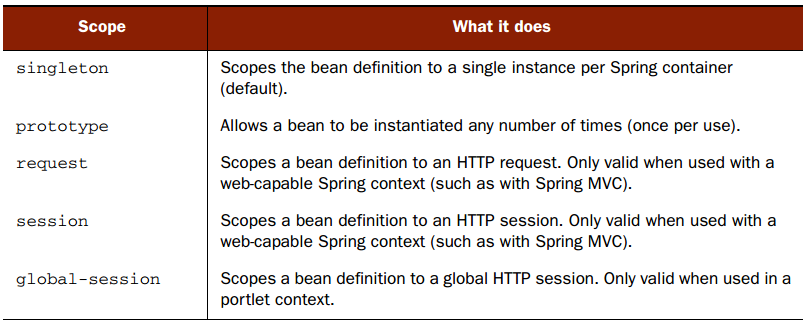 Scope What it does
singleton Scopes the bean definition to a single instance per Spring container
(default).
prototype Allows a bean to be instantiated any number of times (once per use).
request Scopes a bean definition to an HTTP request. Only valid when used with a
web-capable Spring context (such as with Spring MVC).
session Scopes a bean definition to an HTTP session. Only valid when used with a
web-capable Spring context (such as with Spring MVC).
global-session Scopes a bean definition to a global HTTP session. Only valid when used in a
portlet context.